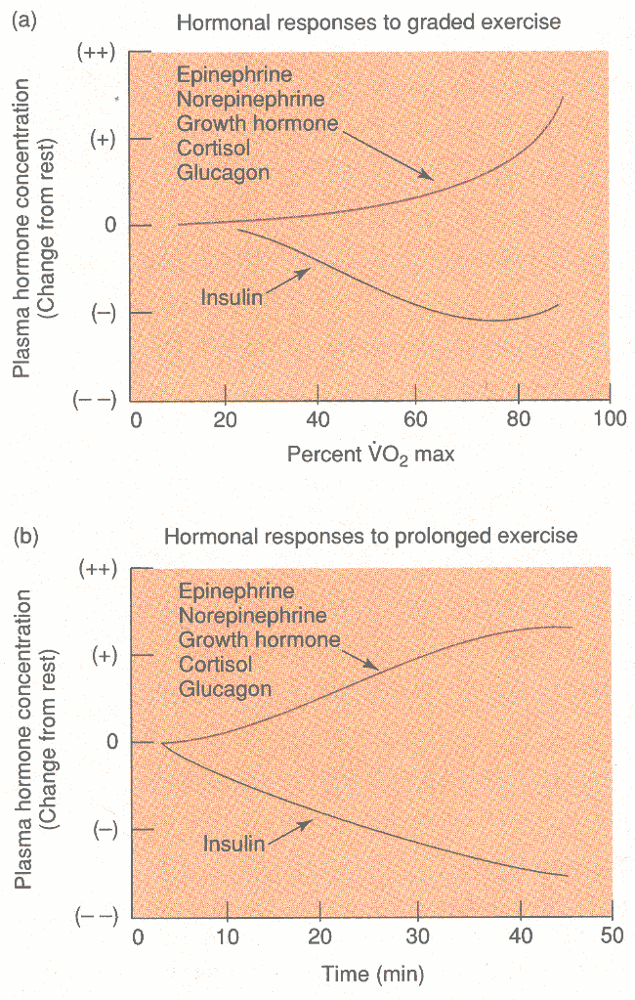 (a) Hormonal responses to graded exercise
Plasma hormone concentration
(Change from rest)
(++)
(+)
0
(–)
(– –)
Epinephrine
Norepinephrine
Growth hormone
Cortisol
Glucagon
Insulin
0 20 40 60 80 100
Percent V̇O₂ max
(b) Hormonal responses to prolonged exercise
Plasma hormone concentration
(Change from rest)
(++)
(+)
0
(–)
(– –)
Epinephrine
Norepinephrine
Growth hormone
Cortisol
Glucagon
Insulin
0 10 20 30 40 50
Time (min)